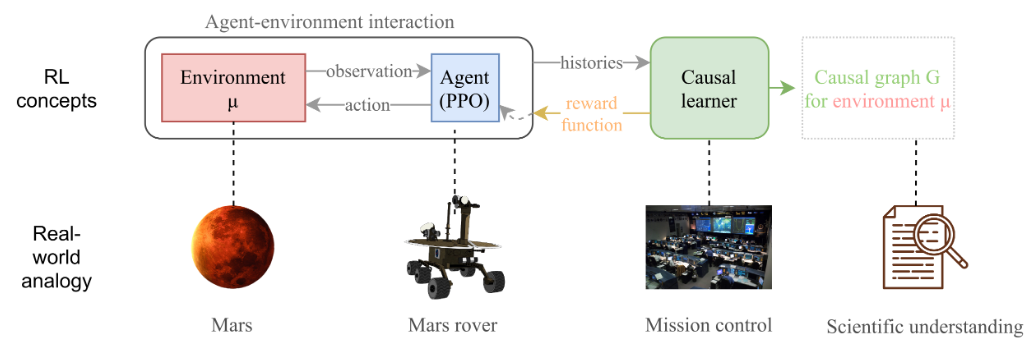 Agent-environment interaction
RL
concepts
Environment
μ
observation
action
Agent
(PPO)
histories
reward
function
Causal
learner
Causal graph G
for environment μ
Real-
world
analogy
Mars
Mars rover
Mission control
Scientific understanding